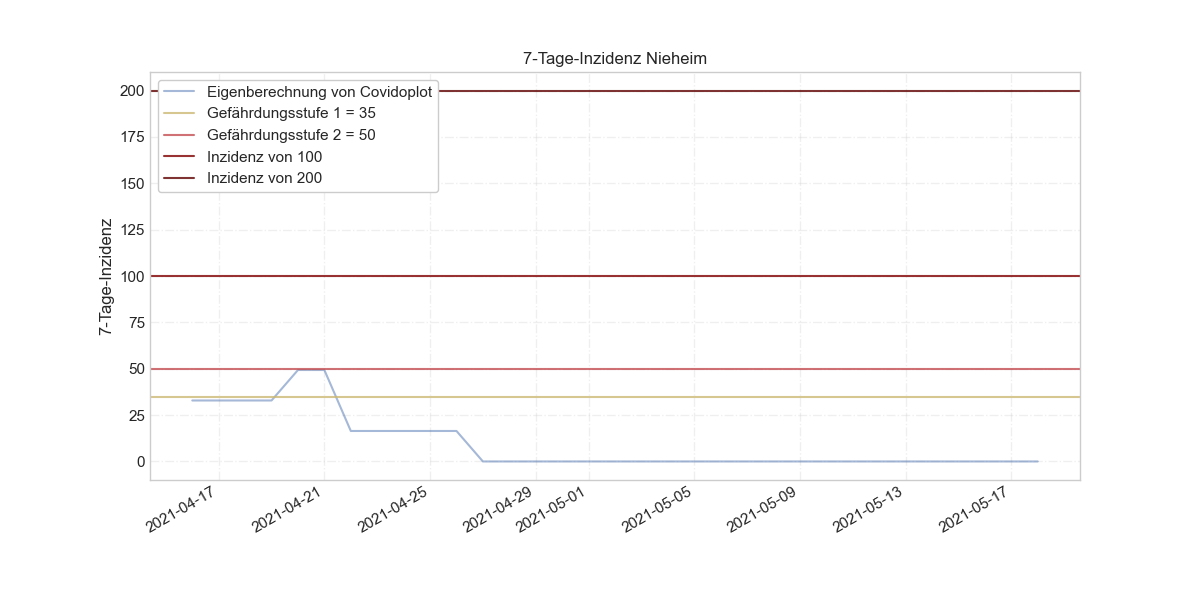 7-Tage-Inzidenz Nieheim
Eigenberechnung von Covidoplot
Gefährdungsstufe 1 = 35
Gefährdungsstufe 2 = 50
Inzidenz von 100
Inzidenz von 200
7-Tage-Inzidenz
200
175
150
125
100
75
50
25
0
2021-04-17
2021-04-21
2021-04-25
2021-04-29
2021-05-01
2021-05-05
2021-05-09
2021-05-13
2021-05-17